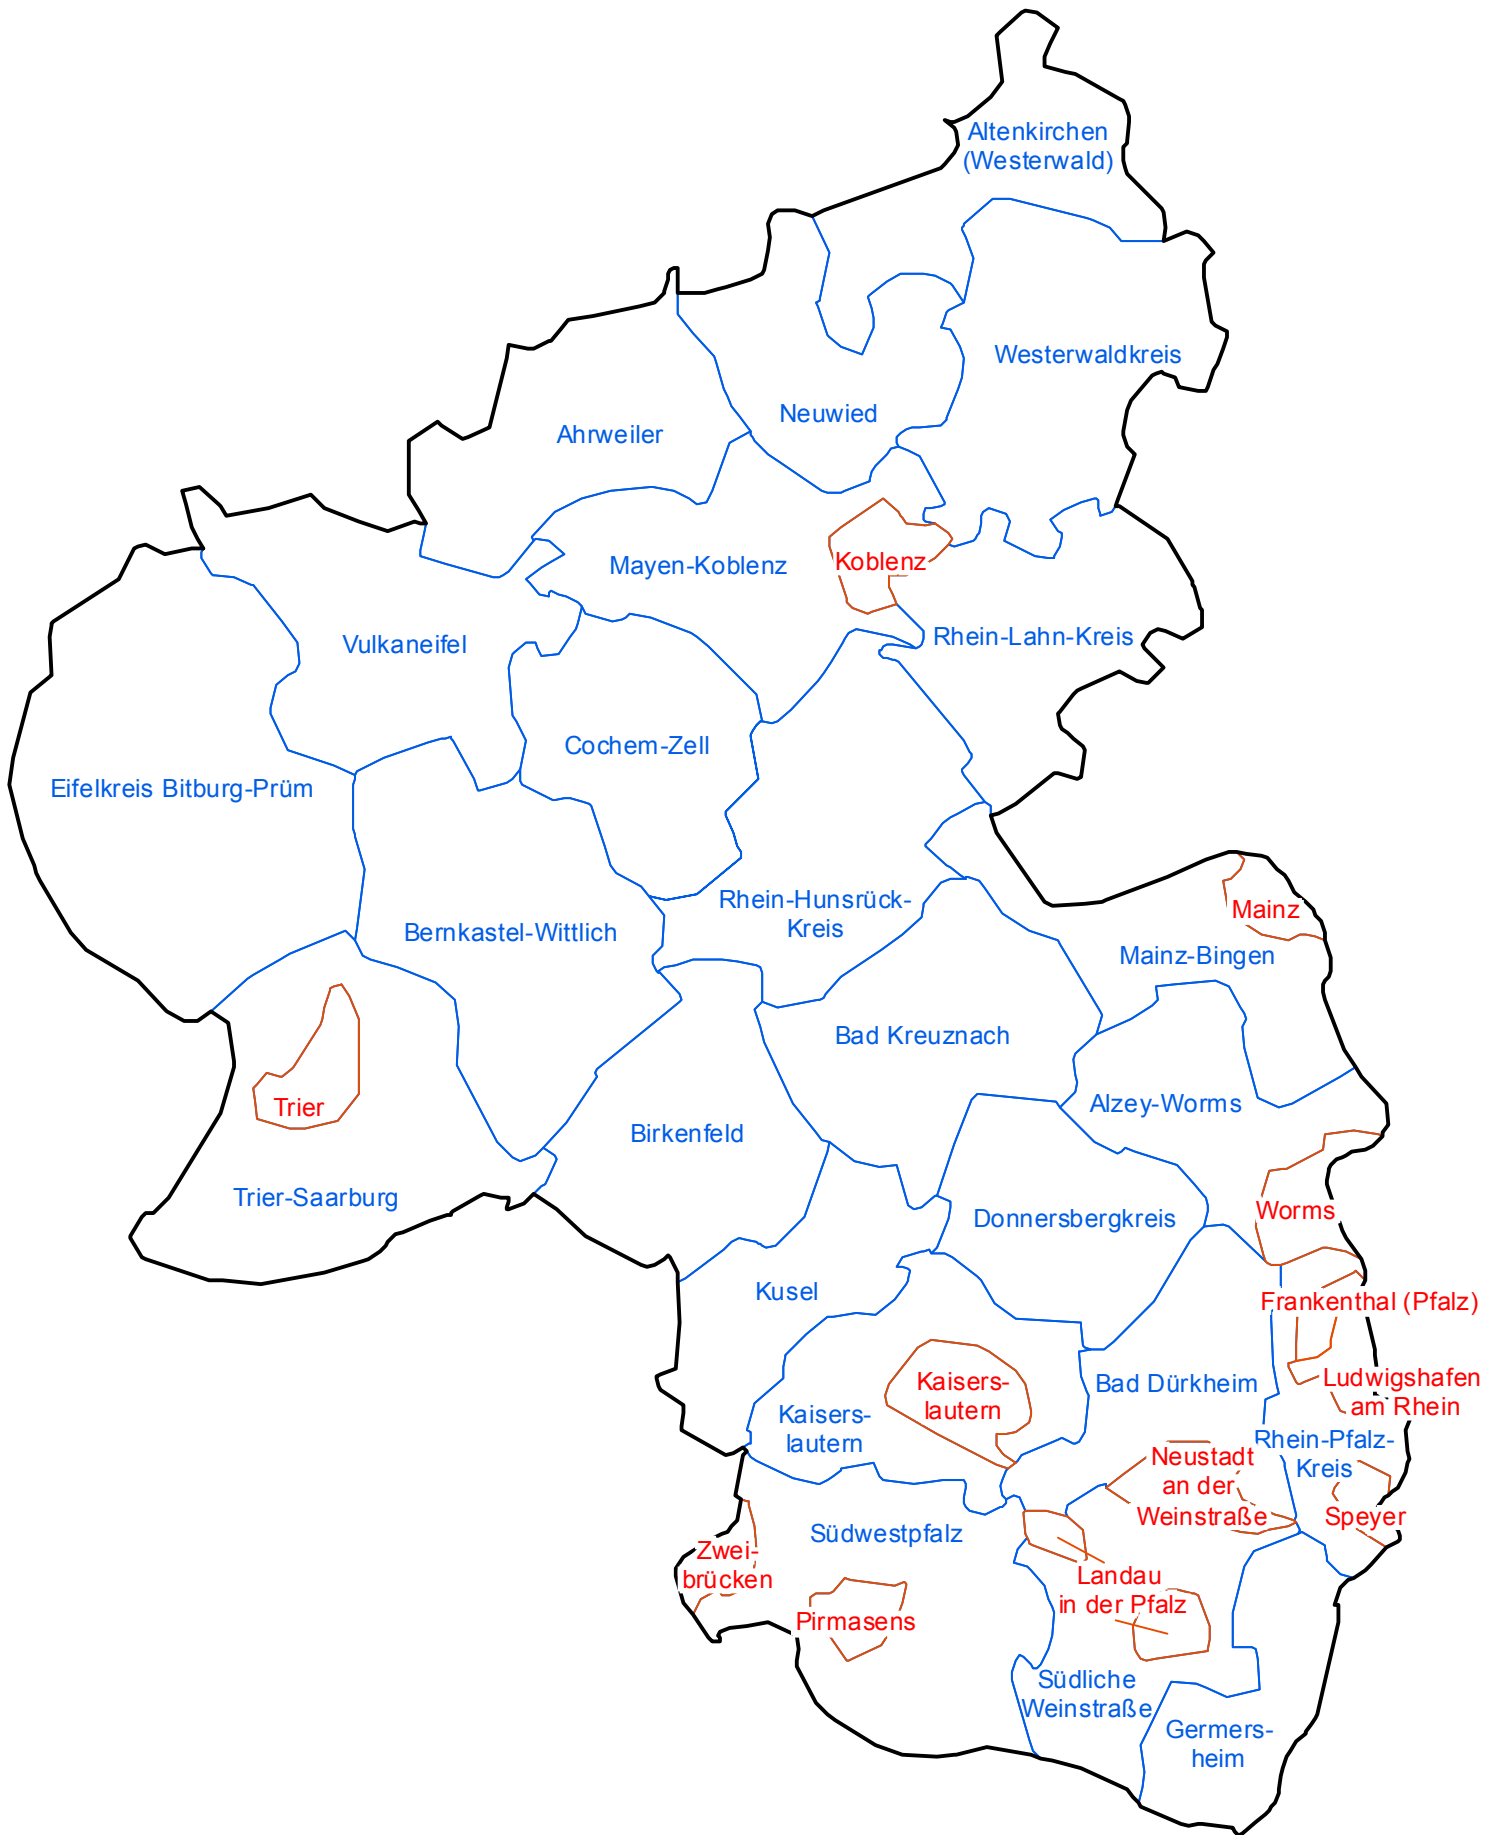 Altenkirchen
(Westerwald)
Westerwaldkreis
Neuwied
Ahrweiler
Koblenz
Mayen-Koblenz
Rhein-Lahn-Kreis
Vulkaneifel
Cochem-Zell
Eifelkreis Bitburg-Prüm
Rhein-Hunsrück-
Kreis
Mainz
Bernkastel-Wittlich
Mainz-Bingen
Bad Kreuznach
Alzey-Worms
Trier
Birkenfeld
Trier-Saarburg
Worms
Donnersbergkreis
Kusel
Frankenthal (Pfalz)
Kaisers-
lautern
Bad Dürkheim
Ludwigshafen
am Rhein
Kaisers-
lautern
Rhein-Pfalz-
Kreis
Neustadt
an der
Weinstraße
Speyer
Südwestpfalz
Zwei-
brücken
Landau
in der Pfalz
Pirmasens
Südliche
Weinstraße
Germers-
heim